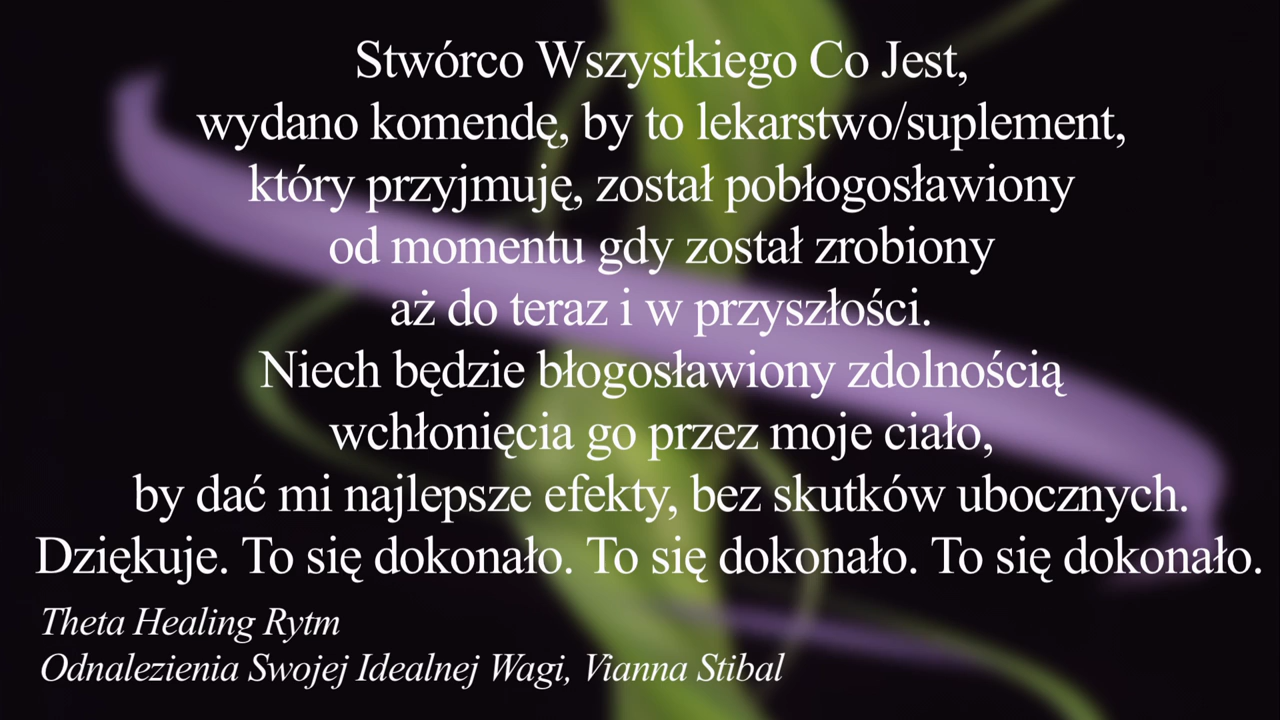 Stwórco Wszystkiego Co Jest,
wydano komendę, by to lekarstwo/suplement,
który przyjmuję, został pobłogosławiony
od momentu gdy został zrobiony
aż do teraz i w przyszłości.
Niech będzie błogosławiony zdolnością
wchłonięcia go przez moje ciało,
by dać mi najlepsze efekty, bez skutków ubocznych.
Dziękuje. To się dokonało. To się dokonało. To się dokonało.
Theta Healing Rytm
Odnalezienia Swojej Idealnej Wagi, Vianna Stibal